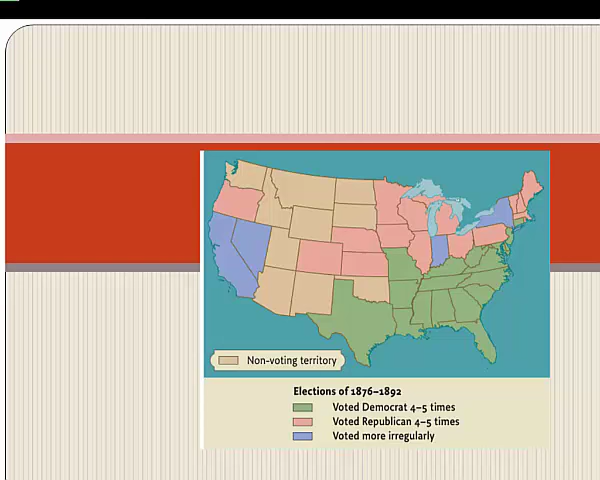 Non-voting territory
Elections of 1876–1892
Voted Democrat 4–5 times
Voted Republican 4–5 times
Voted more irregularly